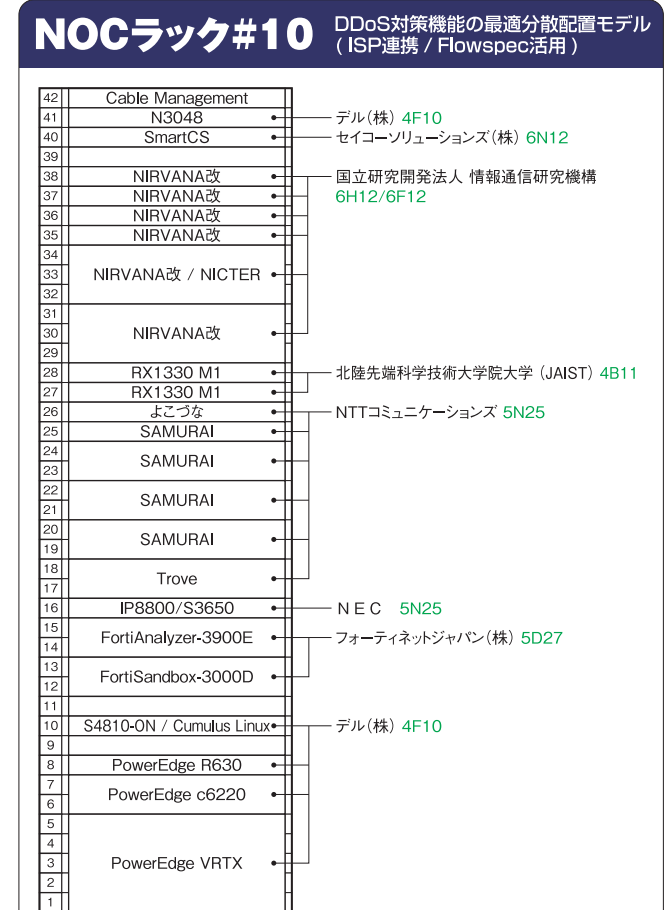 NOCラック#10
DDoS対策機能の最適分散配置モデル
( ISP連携 / Flowspec活用 )
42 Cable Management
41 N3048 デル(株) 4F10
40 SmartCS セイコーソリューションズ(株) 6N12
39
38 NIRVANA改 国立研究開発法人 情報通信研究機構
37 NIRVANA改 6H12/6F12
36 NIRVANA改
35 NIRVANA改
34
33 NIRVANA改 / NICTER
32
31
30 NIRVANA改
29
28 RX1330 M1 北陸先端科学技術大学院大学 (JAIST) 4B11
27 RX1330 M1
26 よこづな NTTコミュニケーションズ 5N25
25 SAMURAI
24
SAMURAI
23
22
SAMURAI
21
20
SAMURAI
19
18
Trove
17
16 IP8800/S3650 NEC 5N25
15
FortiAnalyzer-3900E フォーティネットジャパン(株) 5D27
14
13
FortiSandbox-3000D
12
11
10 S4810-ON / Cumulus Linux デル(株) 4F10
9
8 PowerEdge R630
7
PowerEdge c6220
6
5
4
3 PowerEdge VRTX
2
1